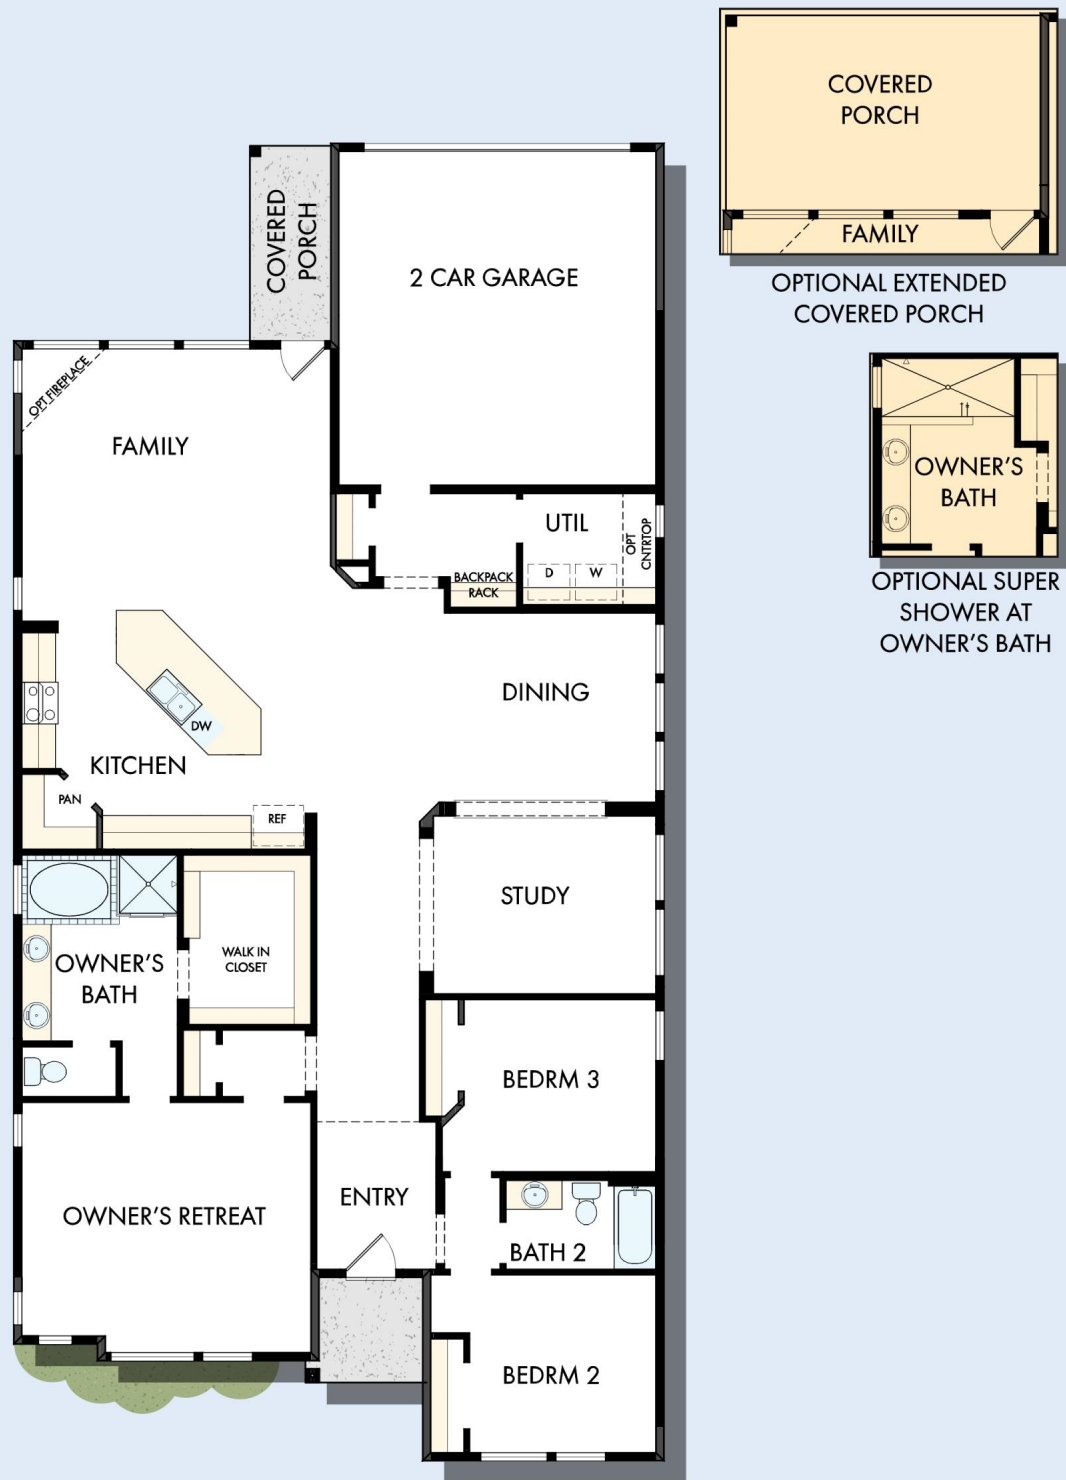 COVERED
PORCH
FAMILY
OPTIONAL EXTENDED
COVERED PORCH
COVERED
PORCH
2 CAR GARAGE
OPT FIREPLACE
FAMILY
OWNER'S
BATH
OPTIONAL SUPER
SHOWER AT
OWNER'S BATH
UTIL
OPT
CNTRTOP
D
W
BACKPACK
RACK
DINING
DW
KITCHEN
PAN
REF
STUDY
WALK IN
CLOSET
OWNER'S
BATH
BEDRM 3
ENTRY
OWNER'S RETREAT
BATH 2
BEDRM 2